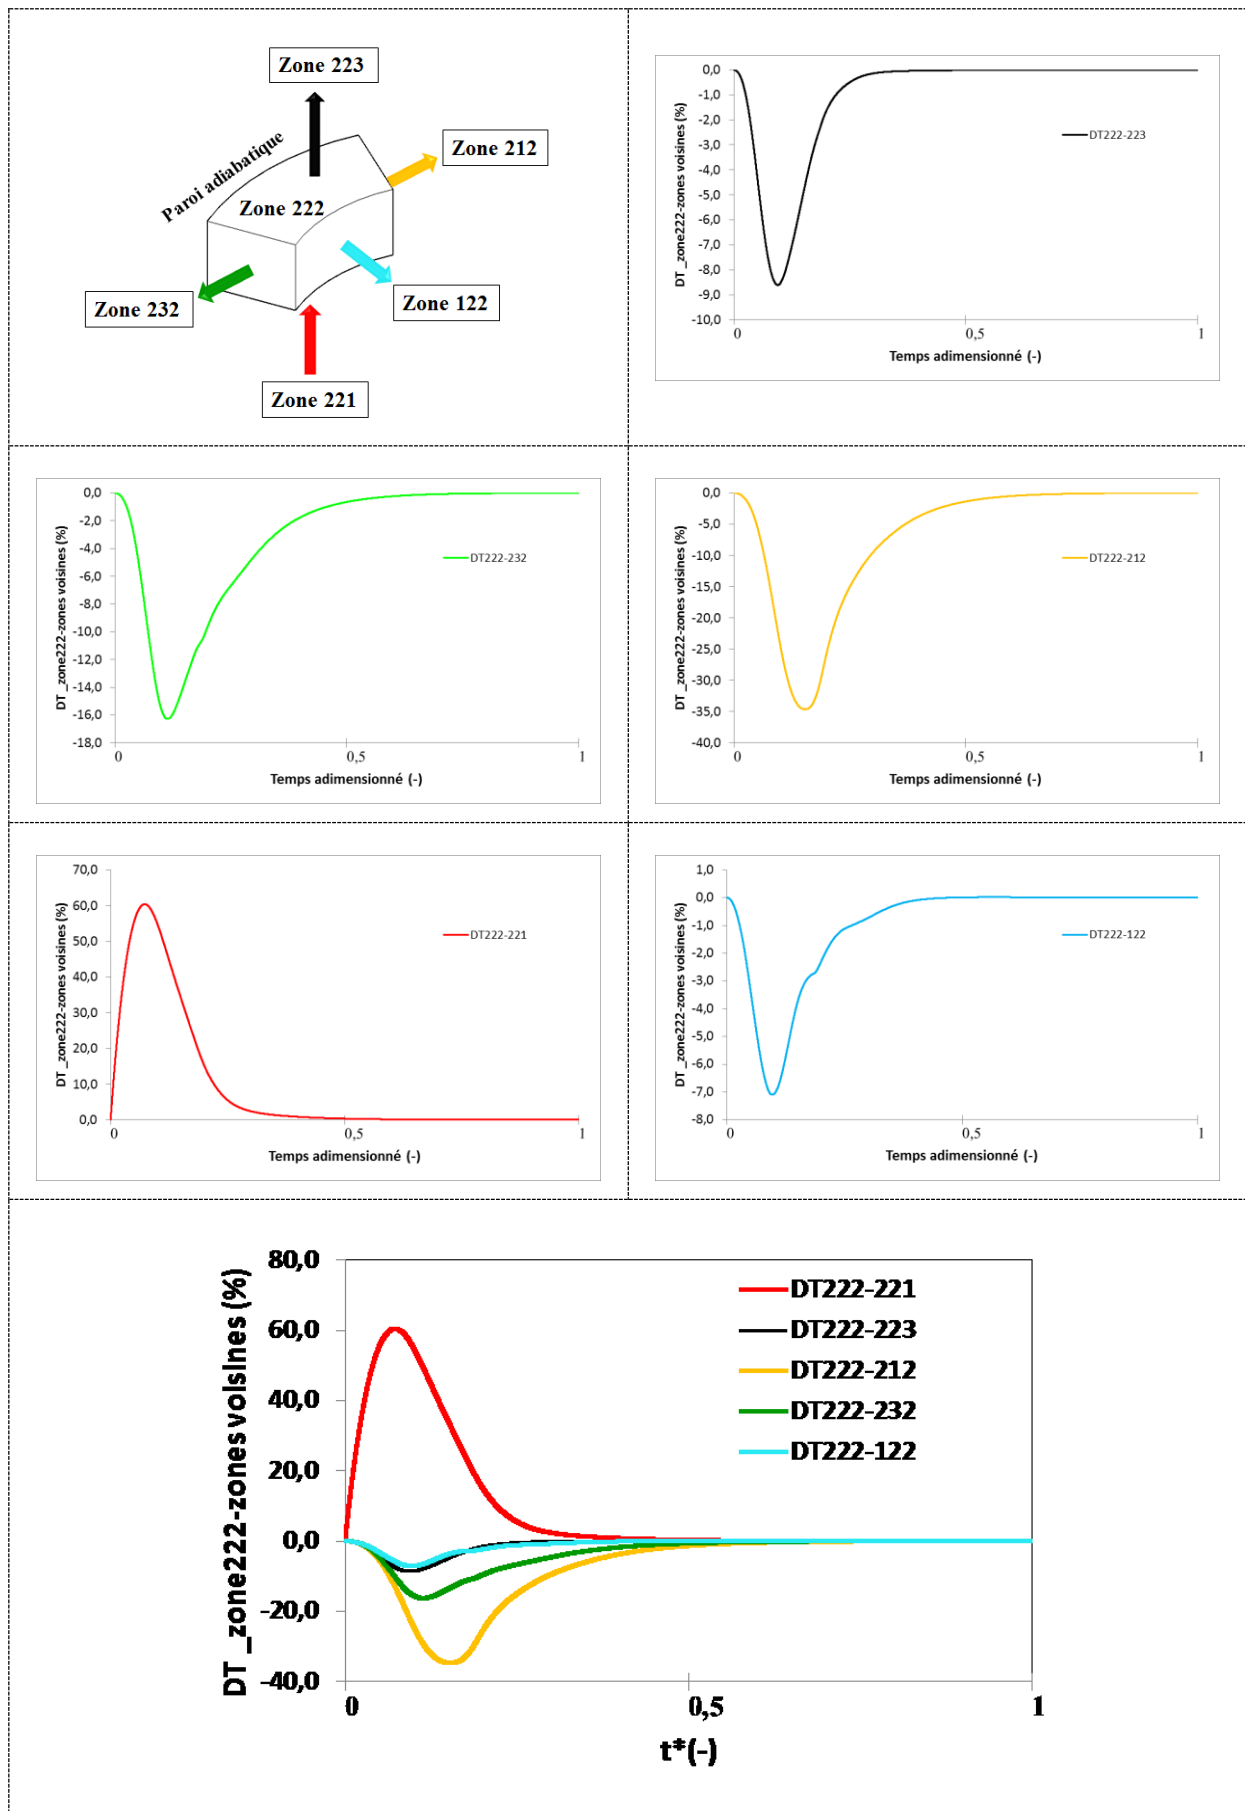 Zone 223
Paroi adiabatique
Zone 212
Zone 222
Zone 232
Zone 122
Zone 221
DT_zone222-zones voisines (%)
0,0
-1,0
-2,0
-3,0
-4,0
-5,0
-6,0
-7,0
-8,0
-9,0
-10,0
DT222-223
0
0,5
1
Temps adimensionné (-)
DT_zone222-zones voisines (%)
0,0
-2,0
-4,0
-6,0
-8,0
-10,0
-12,0
-14,0
-16,0
-18,0
DT222-232
0
0,5
1
Temps adimensionné (-)
DT_zone222-zones voisines (%)
0,0
-5,0
-10,0
-15,0
-20,0
-25,0
-30,0
-35,0
-40,0
DT222-212
0
0,5
1
Temps adimensionné (-)
DT_zone222-zones voisines (%)
70,0
60,0
50,0
40,0
30,0
20,0
10,0
0,0
DT222-221
0
0,5
1
Temps adimensionné (-)
DT_zone222-zones voisines (%)
1,0
0,0
-1,0
-2,0
-3,0
-4,0
-5,0
-6,0
-7,0
-8,0
DT222-122
0
0,5
1
Temps adimensionné (-)
DT_zone222-zones voisines (%)
80,0
60,0
40,0
20,0
0,0
-20,0
-40,0
DT222-221
DT222-223
DT222-212
DT222-232
DT222-122
0
0,5
1
t*(-)